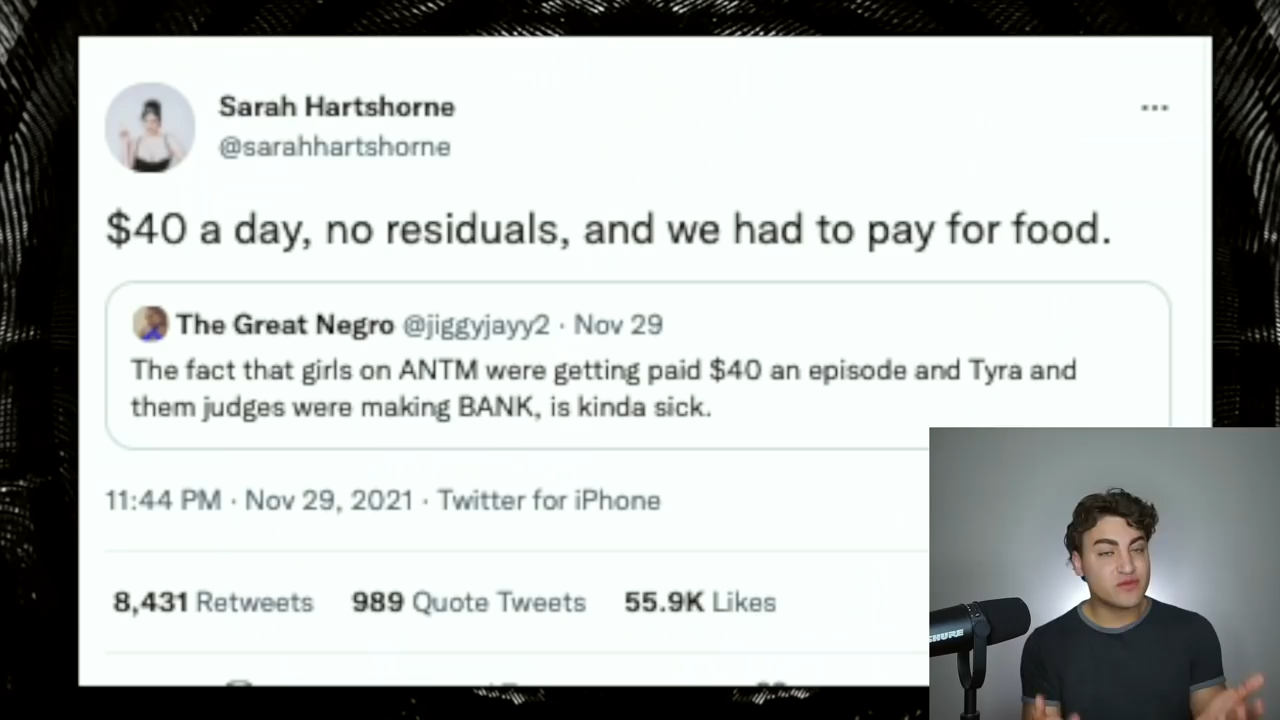 Sarah Hartshorne
@sarahhartshorne
$40 a day, no residuals, and we had to pay for food.
The Great Negro @jiggyjayy2 · Nov 29
The fact that girls on ANTM were getting paid $40 an episode and Tyra and
them judges were making BANK, is kinda sick.
11:44 PM · Nov 29, 2021 · Twitter for iPhone
8,431 Retweets 989 Quote Tweets 55.9K Likes
SHURE